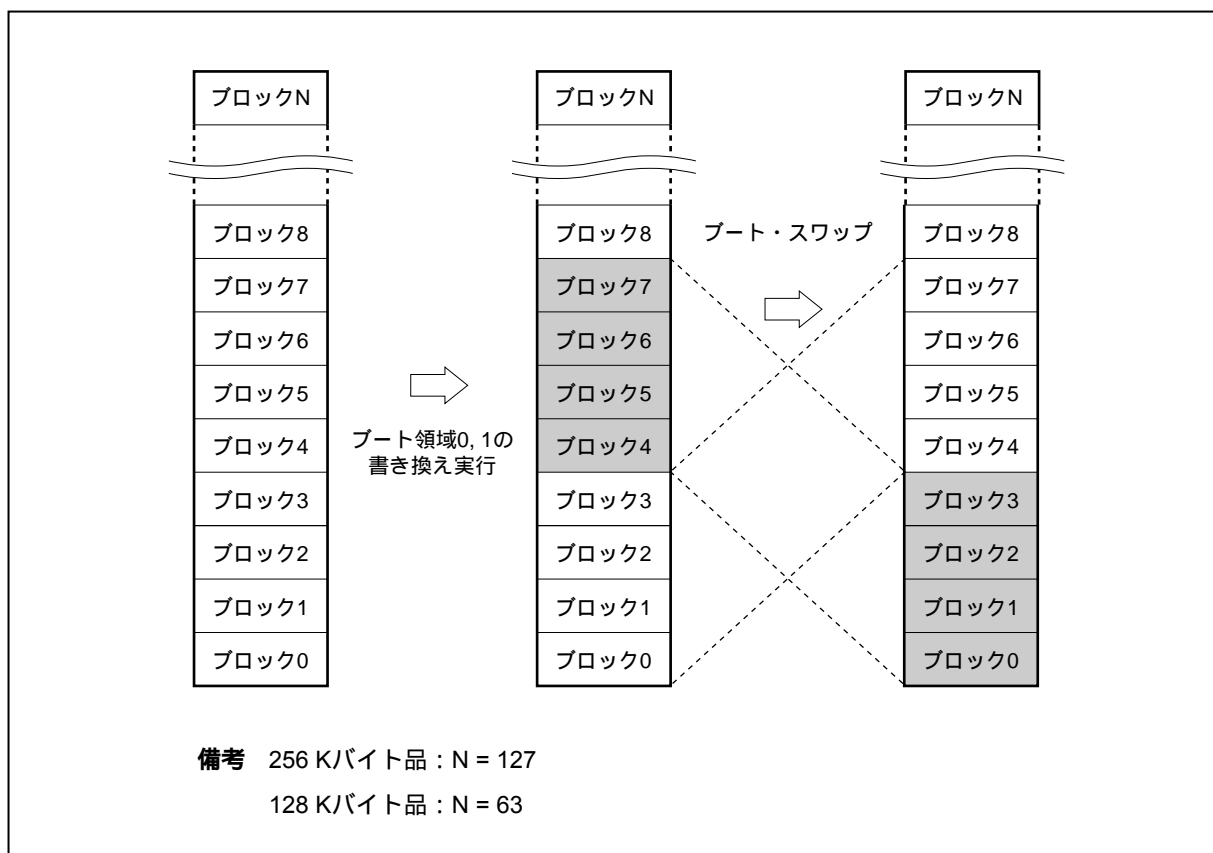 ブロックN
ブロック8
ブロック7
ブロック6
ブロック5
ブロック4
ブロック3
ブロック2
ブロック1
ブロック0
ブート領域0, 1の
書き換え実行
ブロックN
ブロック8
ブロック7
ブロック6
ブロック5
ブロック4
ブロック3
ブロック2
ブロック1
ブロック0
ブート・スワップ
ブロックN
ブロック8
ブロック7
ブロック6
ブロック5
ブロック4
ブロック3
ブロック2
ブロック1
ブロック0
備考 256 Kバイト品：N = 127
128 Kバイト品：N = 63